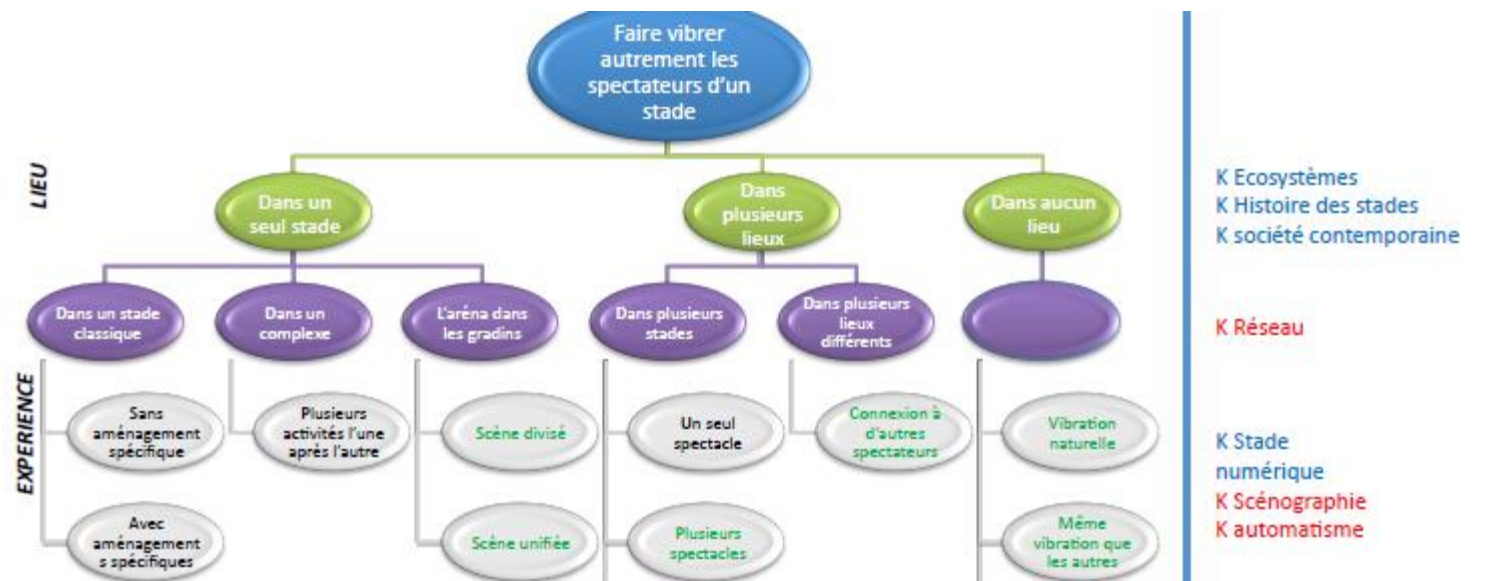 Faire vibrer
autrement les
spectateurs d'un
stade
LIEU
Dans un
seul stade
Dans
plusieurs
lieux
Dans aucun
lieu
K Ecosystèmes
K Histoire des stades
K société contemporaine
Dans un stade
classique
Dans un
complexe
L'aréna dans
les gradins
Dans plusieurs
stades
Dans plusieurs
lieux
différents
K Réseau
EXPERIENCE
Sans
aménagement
spécifique
Plusieurs
activités l'une
après l'autre
Scène divisé
Un seul
spectacle
Connexion à
d'autres
spectateurs
Vibration
naturelle
K Stade
numérique
K Scénographie
K automatisme
Avec
aménagement
s spécifiques
Scène unifiée
Plusieurs
spectacles
Même
vibration que
les autres